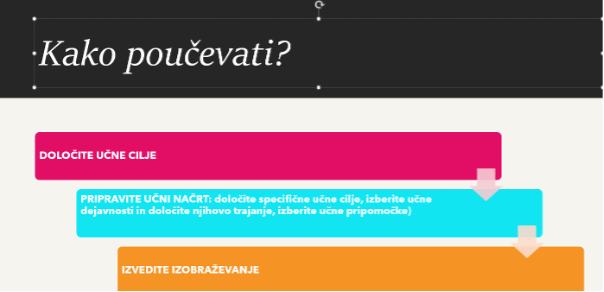 Kako poučevati?
DOLOČITE UČNE CILJE
PRIPRAVITE UČNI NAČRT: določite specifične učne cilje, izberite učne
dejavnosti in določite njihovo trajanje, izberite učne pripomočke)
IZVEDITE IZOBRAŽEVANJE